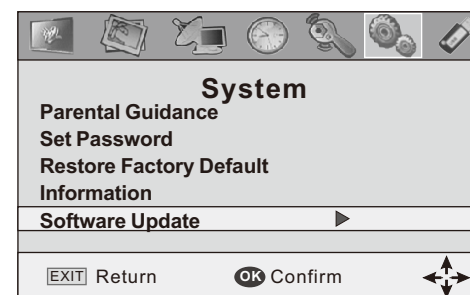 System
Parental Guidance
Set Password
Restore Factory Default
Information
Software Update
EXIT Return OK Confirm